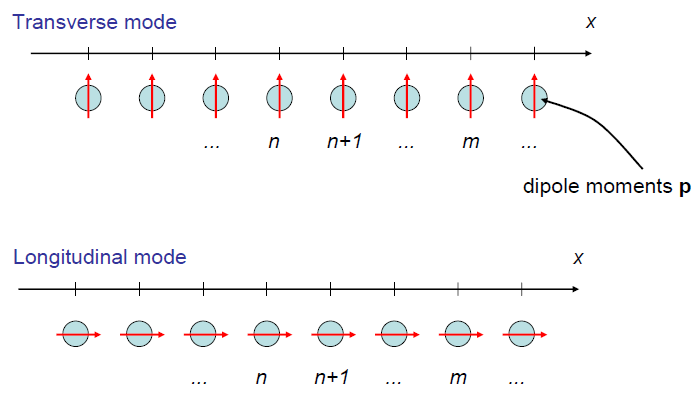 Transverse mode
x
... n n+1 ... m ...
dipole moments p
Longitudinal mode
x
... n n+1 ... m ...